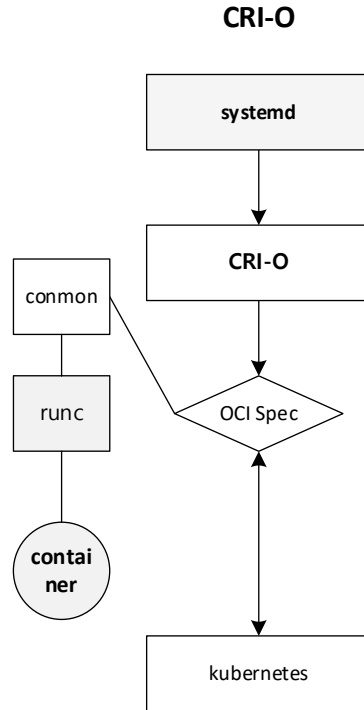 CRI-O
systemd
CRI-O
conmon
runc
OCI Spec
contai
ner
kubernetes